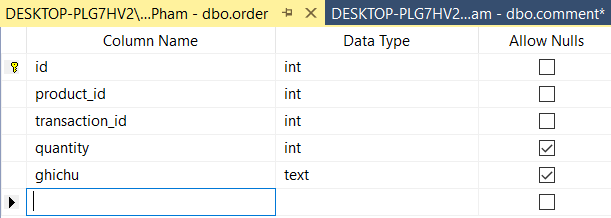 DESKTOP-PLG7HV2\...Pham - dbo.order DESKTOP-PLG7HV2...am - dbo.comment*
Column Name Data Type Allow Nulls
id int
product_id int
transaction_id int
quantity int
ghichu text